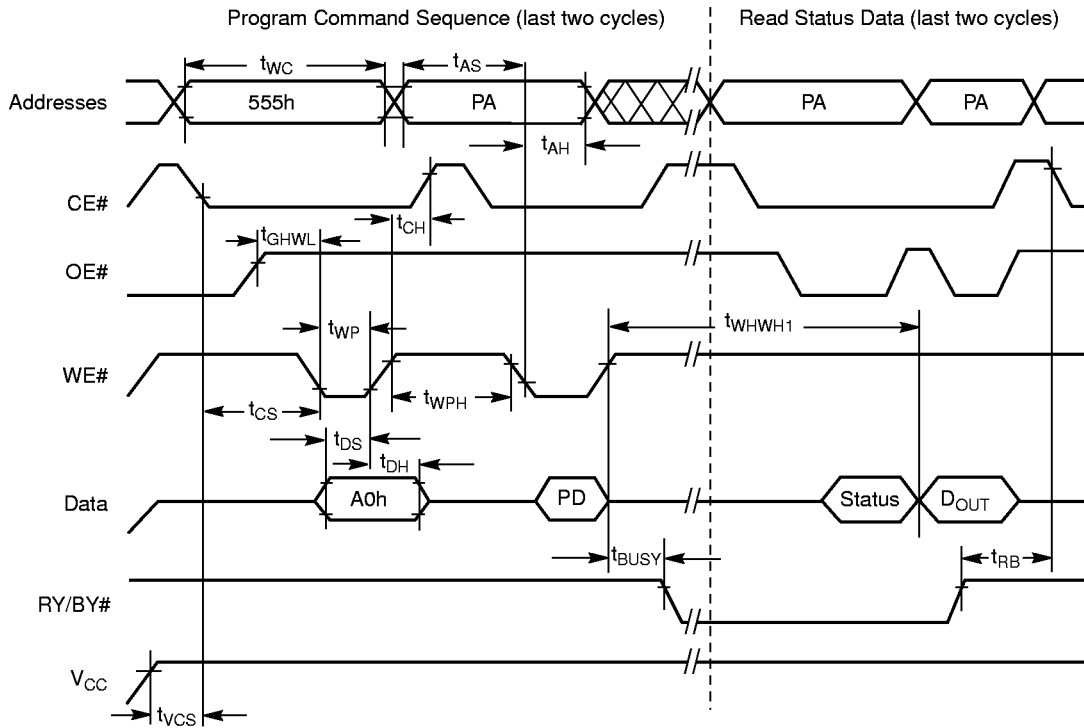 Program Command Sequence (last two cycles)
Read Status Data (last two cycles)
tWC
tAS
Addresses
555h
PA
PA
PA
tAH
CE#
tCH
tGHWL
OE#
tWP
tWHWH1
WE#
tWPH
tCS
tDS
tDH
Data
A0h
PD
Status
DOUT
tBUSY
tRB
RY/BY#
VCC
tVCS